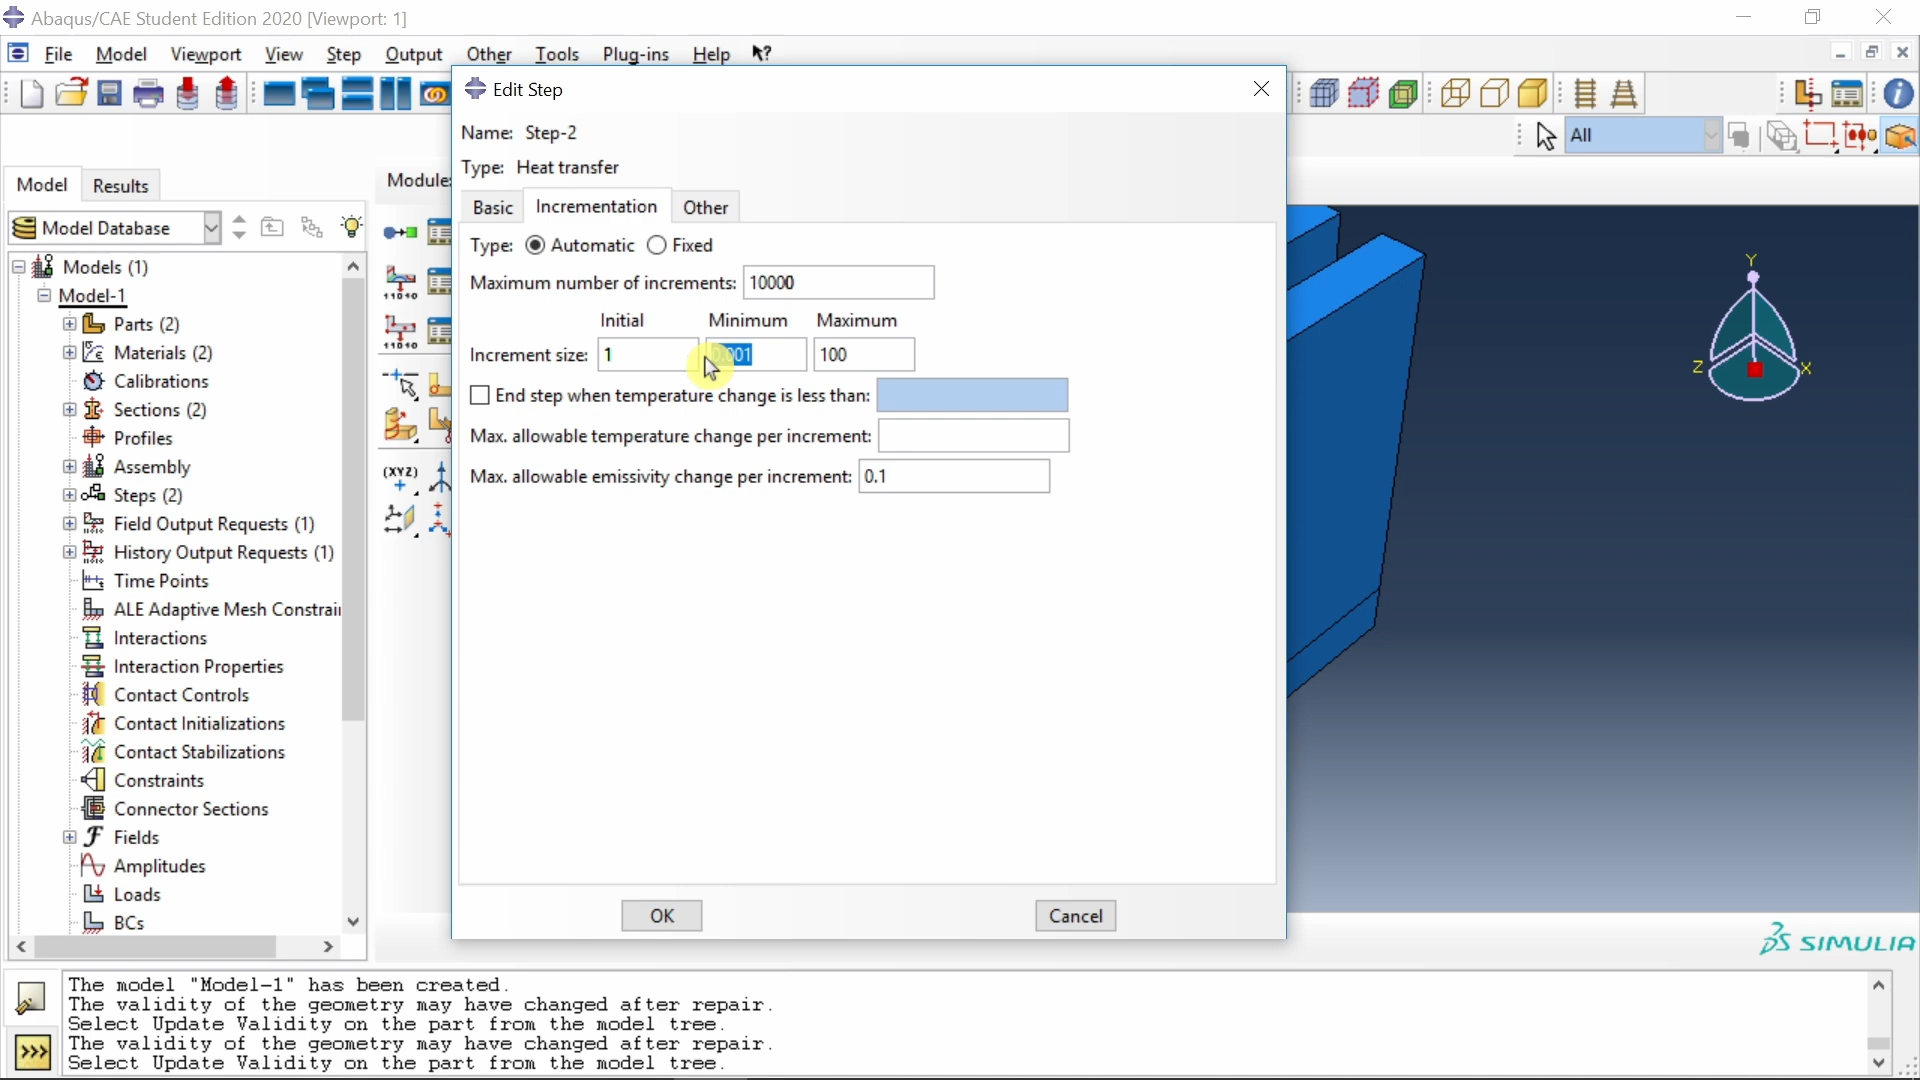 Abaqus/CAE Student Edition 2020 [Viewport: 1]
File Model Viewport View Step Output Other Tools Plug-ins Help
Edit Step
All
Name: Step-2
Type: Heat transfer
Model Results
Module:
Basic Incrementation Other
Model Database
Type: Automatic Fixed
Maximum number of increments: 10000
Initial Minimum Maximum
Increment size: 1 0.001 100
End step when temperature change is less than:
Max. allowable temperature change per increment:
Max. allowable emissivity change per increment: 0.1
Models (1)
Model-1
Parts (2)
Materials (2)
Calibrations
Sections (2)
Profiles
Assembly
Steps (2)
Field Output Requests (1)
History Output Requests (1)
Time Points
ALE Adaptive Mesh Constrai
Interactions
Interaction Properties
Contact Controls
Contact Initializations
Contact Stabilizations
Constraints
Connector Sections
Fields
Amplitudes
Loads
BCs
(XYZ)
Y
Z X
OK Cancel
SIMULIA
The model "Model-1" has been created.
The validity of the geometry may have changed after repair.
Select Update Validity on the part from the model tree.
The validity of the geometry may have changed after repair.
Select Update Validity on the part from the model tree.